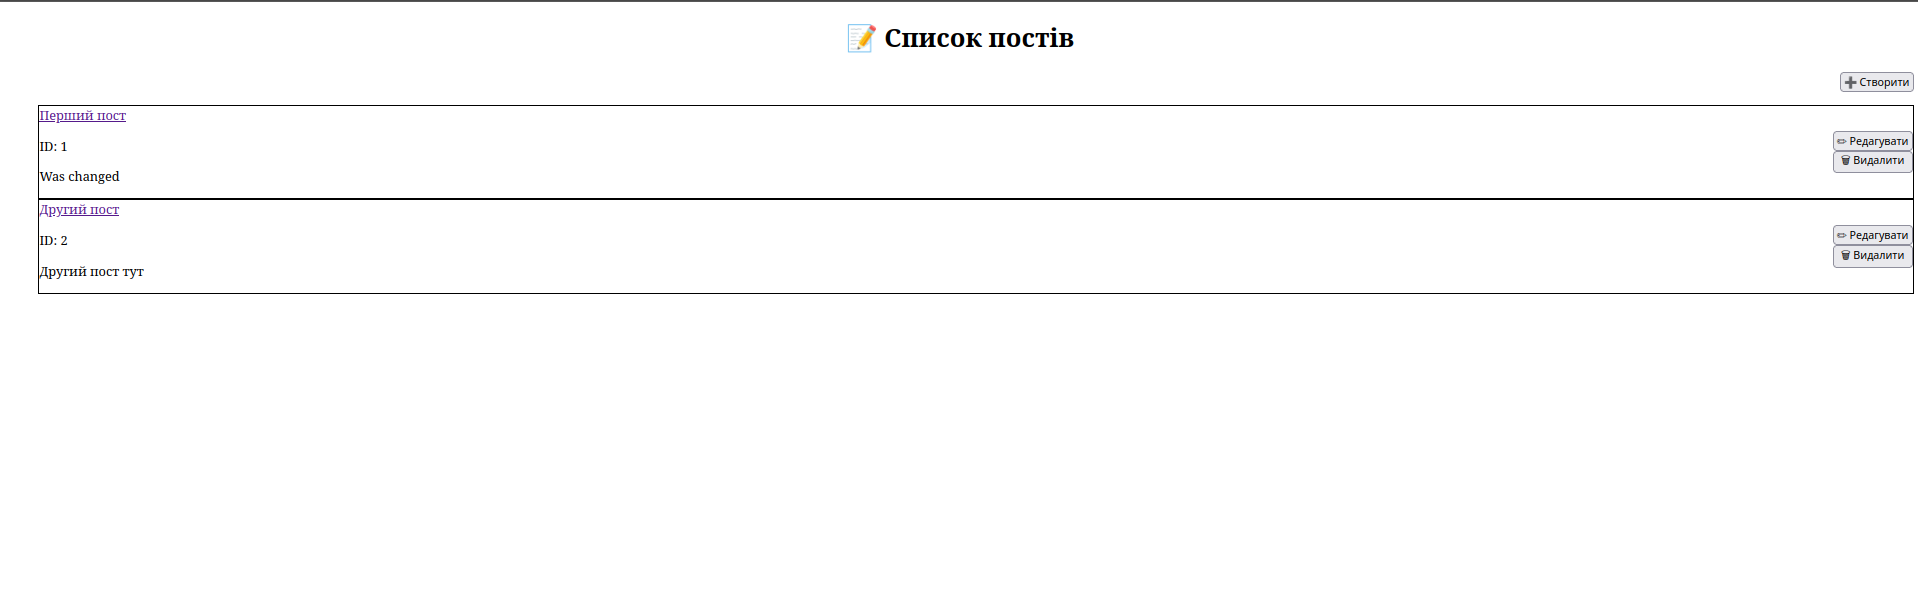 📝 Список постів
➕ Створити
Перший пост
ID: 1
Was changed
✏ Редагувати
🗑 Видалити
Другий пост
ID: 2
Другий пост тут
✏ Редагувати
🗑 Видалити